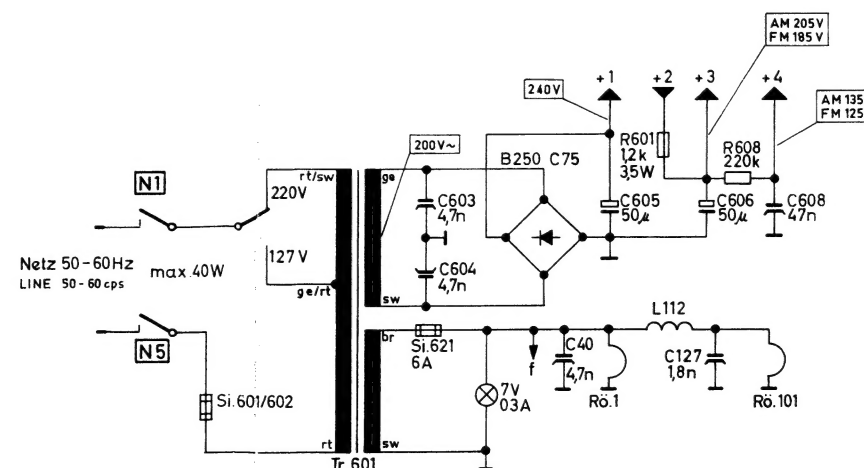 AM 205V
FM 185 V
+1
+2
+3
+4
240V
AM 135
FM 125
R601
1,2k
3,5W
R608
220k
200V~
B250 C75
N1
rt/sw
220V
ge
C603
4,7n
C605
50µ
C606
50µ
C608
47n
Netz 50-60Hz
LINE 50-60cps
max.40W
127V
ge/rt
C604
4,7n
sw
N5
br
Si.621
6A
L112
f
C40
4,7n
C127
1,8n
7V
03A
Rö.1
Rö.101
Si.601/602
rt
sw
Tr.601